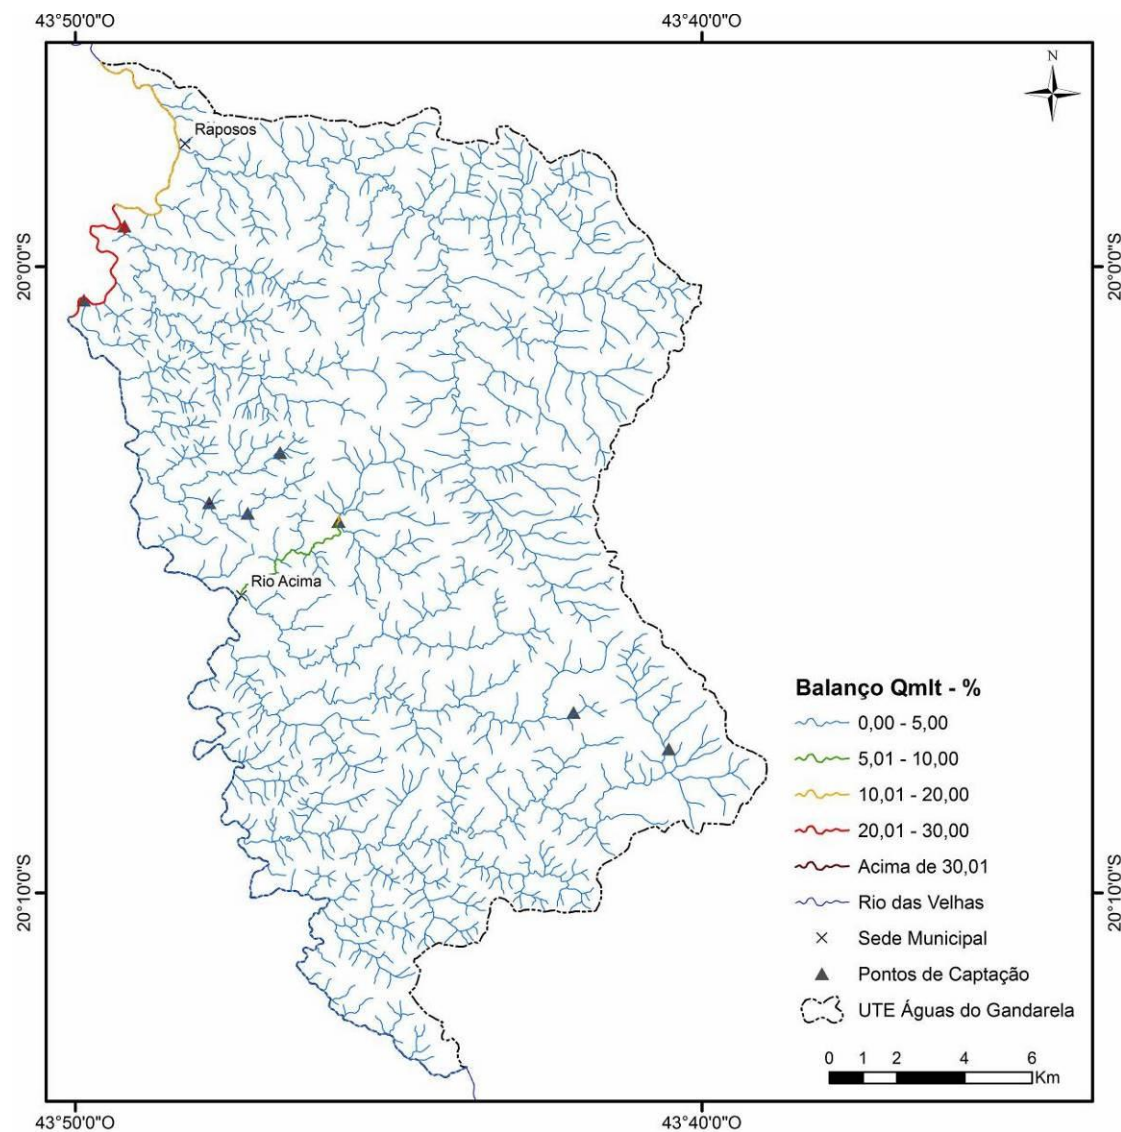 43°50'0"O 43°40'0"O
N
Raposos
20°0'0"S 20°0'0"S
Rio Acima
Balanço Qmlt - %
0,00 - 5,00
5,01 - 10,00
10,01 - 20,00
20,01 - 30,00
Acima de 30,01
Rio das Velhas
Sede Municipal
Pontos de Captação
UTE Águas do Gandarela
20°10'0"S 20°10'0"S
0 1 2 4 6
Km
43°50'0"O 43°40'0"O